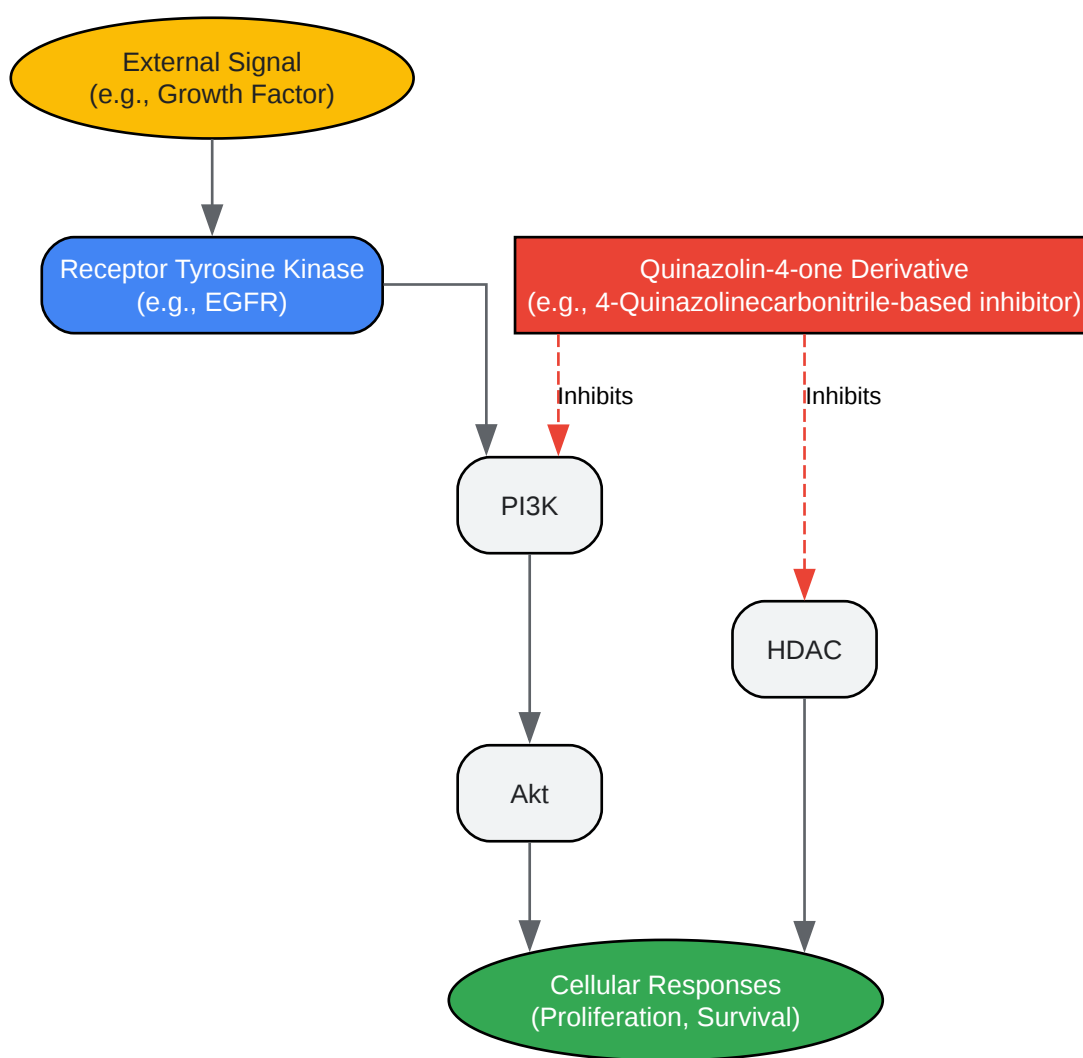 External Signal
(e.g., Growth Factor)
Receptor Tyrosine Kinase
(e.g., EGFR)
Quinazolin-4-one Derivative
(e.g., 4-Quinazolinecarbonitrile-based inhibitor)
Inhibits
Inhibits
PI3K
HDAC
Akt
Cellular Responses
(Proliferation, Survival)